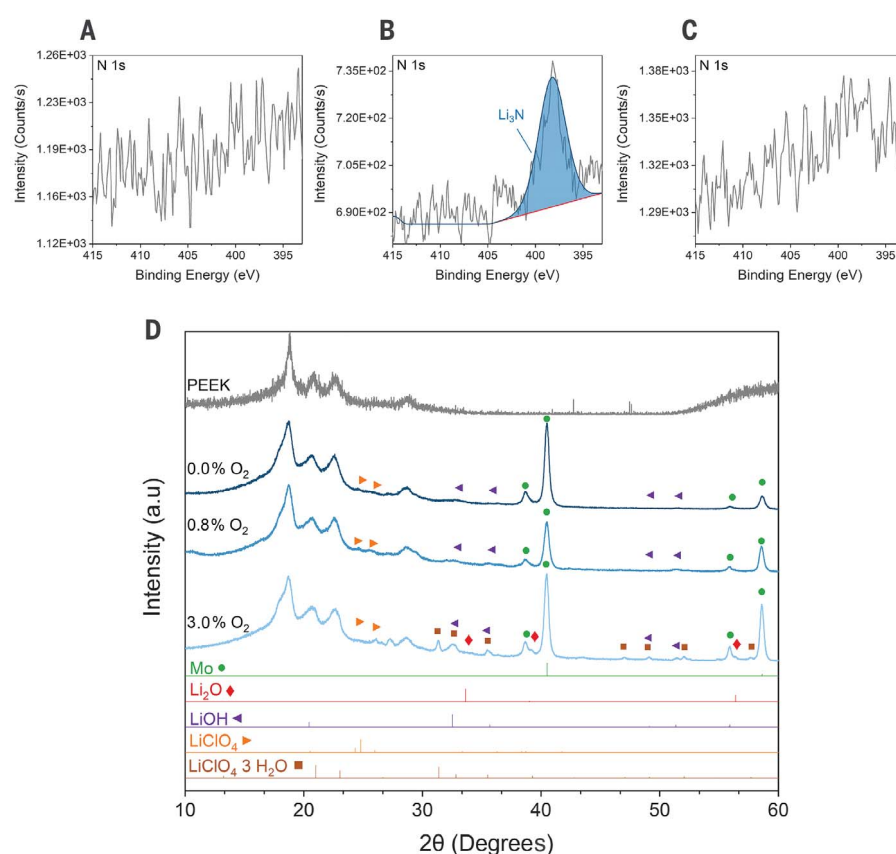 A
B
C
N 1s
1.26E+03
1.23E+03
1.19E+03
1.16E+03
1.12E+03
Intensity (Counts/s)
415 410 405 400 395
Binding Energy (eV)
N 1s
Li₃N
7.35E+02
7.20E+02
7.05E+02
6.90E+02
Intensity (Counts/s)
415 410 405 400 395
Binding Energy (eV)
N 1s
1.38E+03
1.35E+03
1.32E+03
1.29E+03
Intensity (Counts/s)
415 410 405 400 395
Binding Energy (eV)
D
PEEK
0.0% O₂
0.8% O₂
3.0% O₂
Mo
Li₂O
LiOH
LiClO₄
LiClO₄ 3 H₂O
Intensity (a.u)
10 20 30 40 50 60
2θ (Degrees)